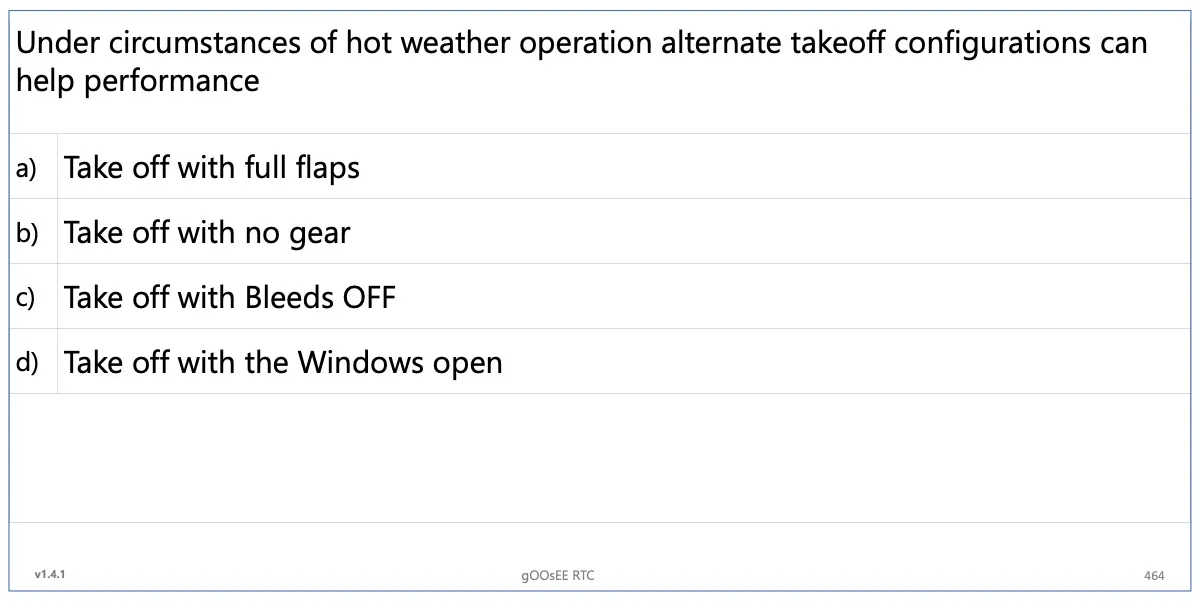 Under circumstances of hot weather operation alternate takeoff configurations can
help performance
a) Take off with full flaps
b) Take off with no gear
c) Take off with Bleeds OFF
d) Take off with the Windows open
v1.4.1 gOOsEE RTC 464